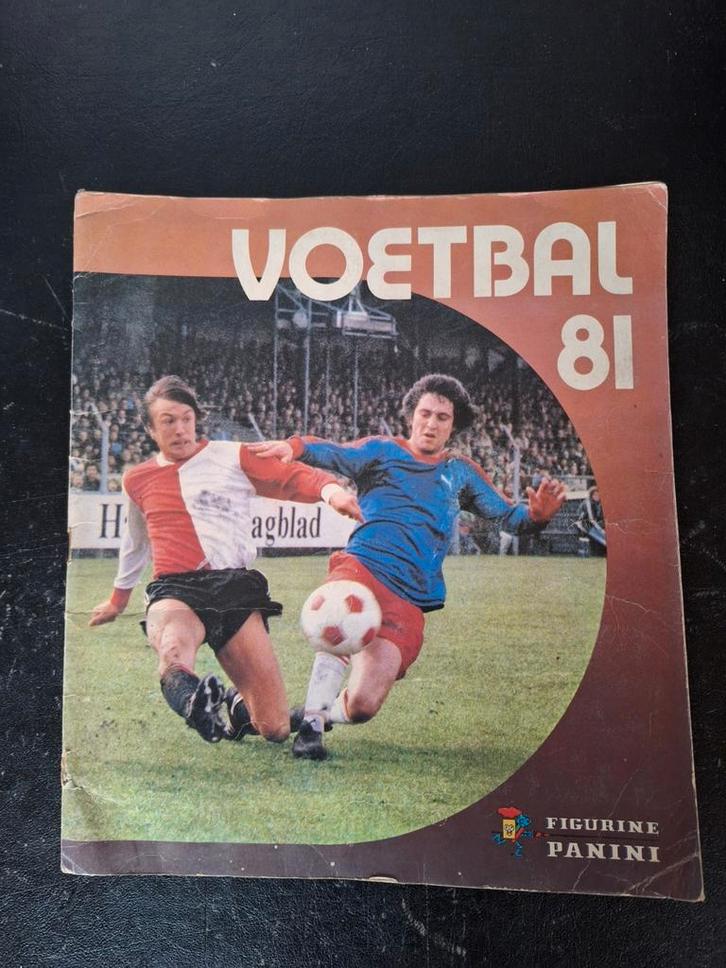 VOETBAL
81
H agblad
FIGURINE
PANINI